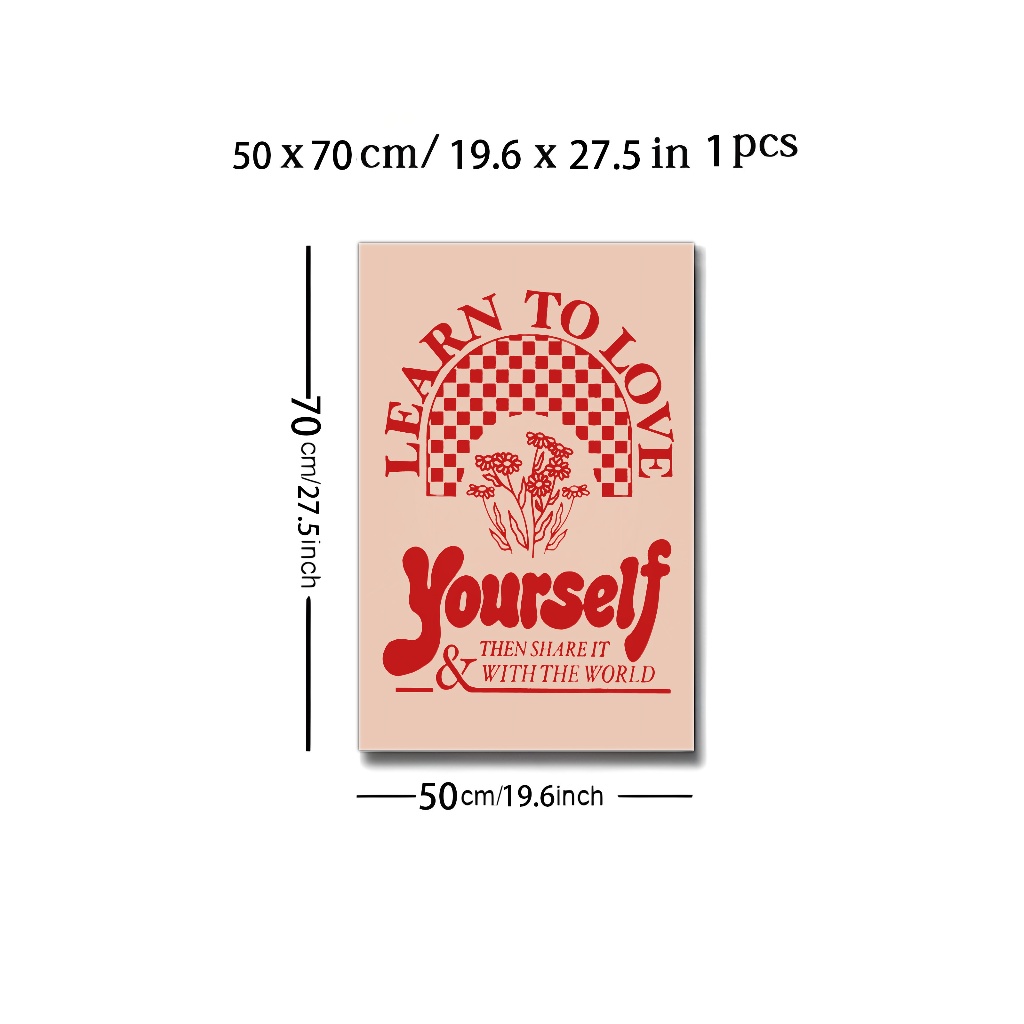 50 x 70 cm/ 19.6 x 27.5 in 1 pcs
70 cm/27.5 inch
LEARN TO LOVE
Yourself
& THEN SHARE IT
WITH THE WORLD
50 cm/19.6 inch